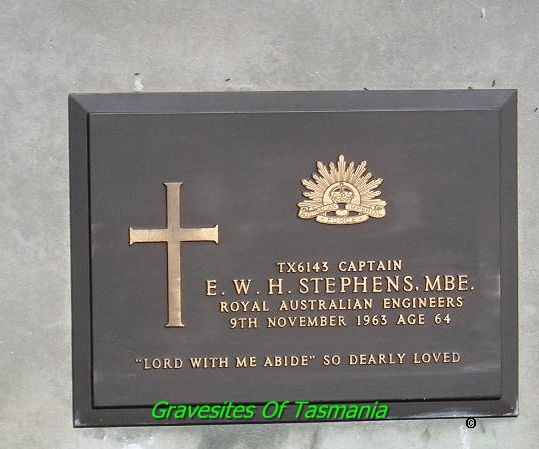 TX6143 CAPTAIN
E. W. H. STEPHENS, MBE.
ROYAL AUSTRALIAN ENGINEERS
9TH NOVEMBER 1963 AGE 64
"LORD WITH ME ABIDE" SO DEARLY LOVED
Gravesites Of Tasmania
©